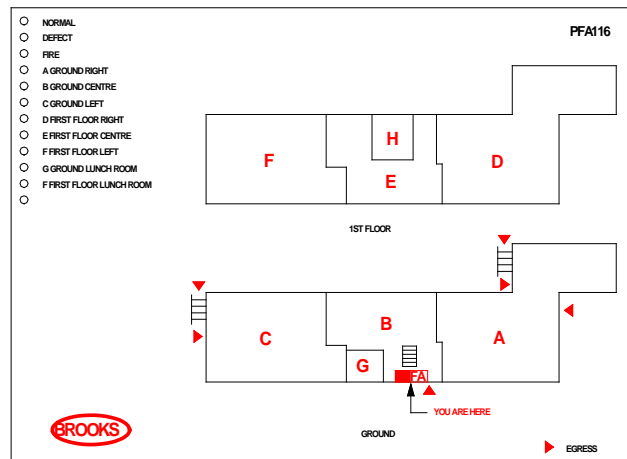 NORMAL
DEFECT
FIRE
A GROUND RIGHT
B GROUND CENTRE
C GROUND LEFT
D FIRST FLOOR RIGHT
E FIRST FLOOR CENTRE
F FIRST FLOOR LEFT
G GROUND LUNCH ROOM
F FIRST FLOOR LUNCH ROOM
PFA116
H
F
D
E
1ST FLOOR
B
C
A
G
FA
YOU ARE HERE
BROOKS
GROUND
EGRESS